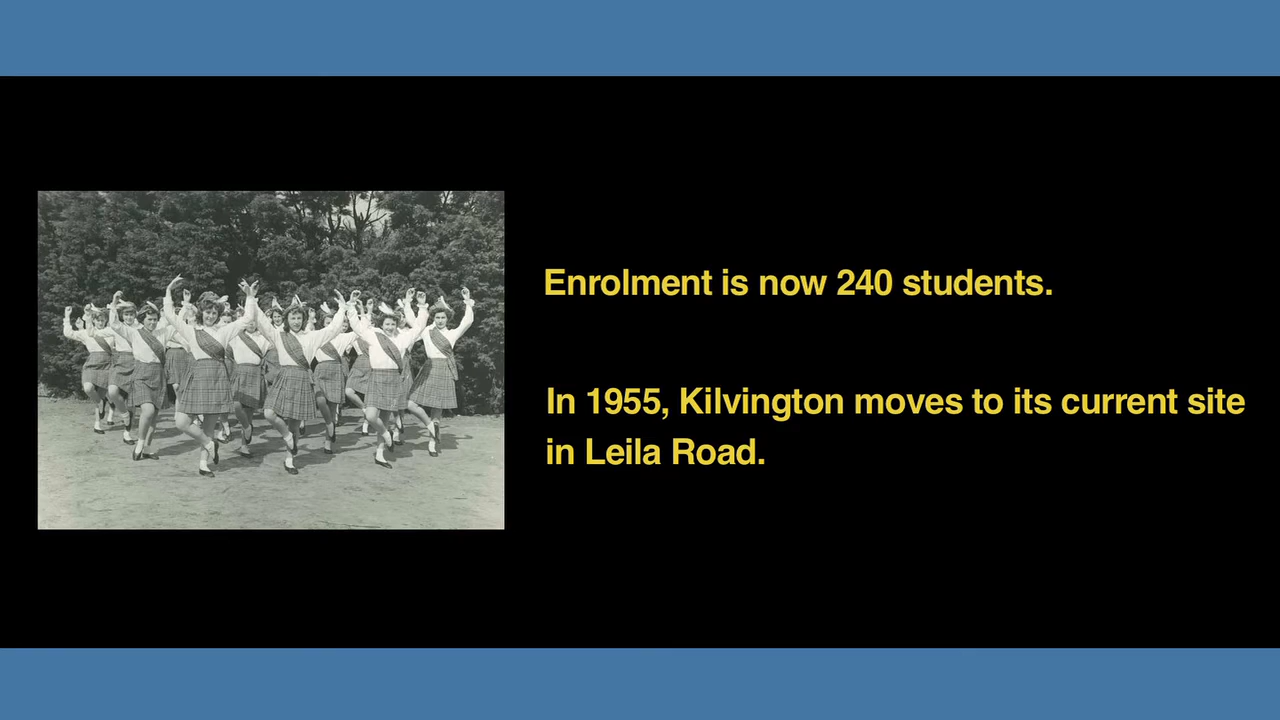 Enrolment is now 240 students.
In 1955, Kilvington moves to its current site
in Leila Road.